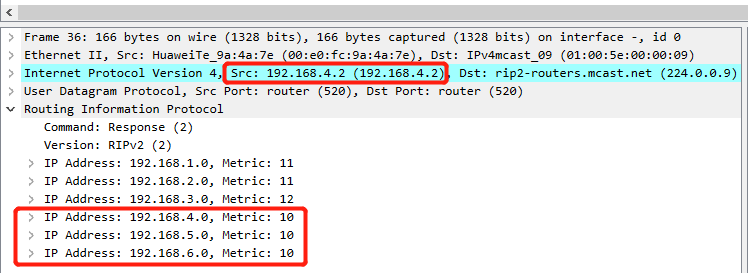 Frame 36: 166 bytes on wire (1328 bits), 166 bytes captured (1328 bits) on interface -, id 0
Ethernet II, Src: HuaweiTe_9a:4a:7e (00:e0:fc:9a:4a:7e), Dst: IPv4mcast_09 (01:00:5e:00:00:09)
Internet Protocol Version 4, Src: 192.168.4.2 (192.168.4.2), Dst: rip2-routers.mcast.net (224.0.0.9)
User Datagram Protocol, Src Port: router (520), Dst Port: router (520)
Routing Information Protocol
Command: Response (2)
Version: RIPv2 (2)
IP Address: 192.168.1.0, Metric: 11
IP Address: 192.168.2.0, Metric: 11
IP Address: 192.168.3.0, Metric: 12
IP Address: 192.168.4.0, Metric: 10
IP Address: 192.168.5.0, Metric: 10
IP Address: 192.168.6.0, Metric: 10